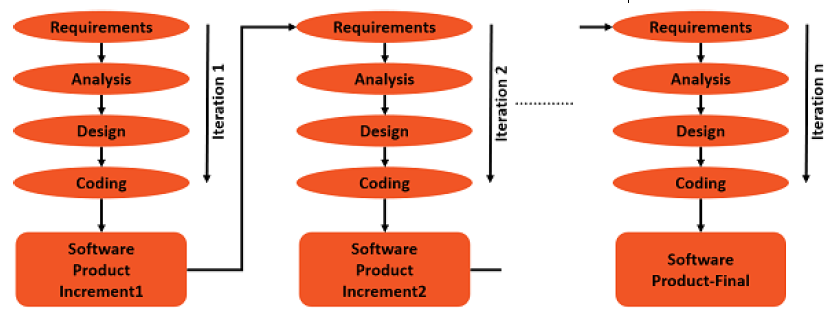 Requirements
Analysis
Design
Coding
Software
Product
Increment1
Iteration 1
Requirements
Analysis
Design
Coding
Software
Product
Increment2
Iteration 2
Requirements
Analysis
Design
Coding
Software
Product-Final
Iteration n